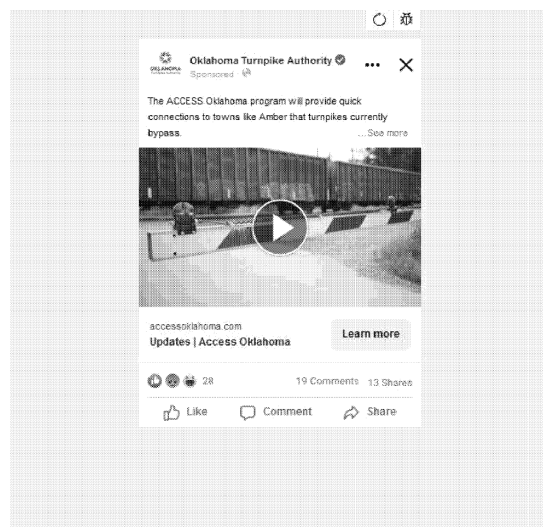 OKLAHOMA
Oklahoma Turnpike Authority
Sponsored
The ACCESS Oklahoma program will provide quick
connections to towns like Amber that turnpikes currently
bypass.
...See more
accessoklahoma.com
Updates | Access Oklahoma
Learn more
28
19 Comments 13 Shares
Like Comment Share